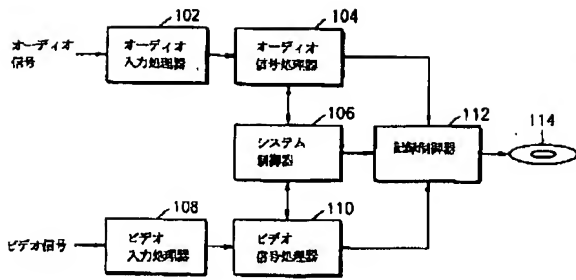 102
104
オーディオ
信号
オーディオ
入力処理器
オーディオ
信号処理器
106
112
114
システム
制御器
記録制御器
108
110
ビデオ信号
ビデオ
入力処理器
ビデオ
信号処理器